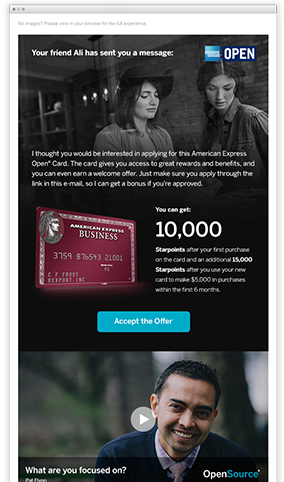 No images? Please view in your browser for the full experience.
Your friend Ali has sent you a message:
AMERICAN EXPRESS
OPEN
I thought you would be interested in applying for this American Express
Open® Card. The card gives you access to great rewards and benefits, and
you can even earn a welcome offer. Just make sure you apply through the
link in this e-mail, so I can get a bonus if you're approved.
AMERICAN EXPRESS
BUSINESS
3759 876543 21001
C F FROST
REXPORT INC
You can get:
10,000
Starpoints after your first purchase
on the card and an additional 15,000
Starpoints after you use your new
card to make $5,000 in purchases
within the first 6 months.
Accept the Offer
What are you focused on?
Pat Flynn
OpenSource